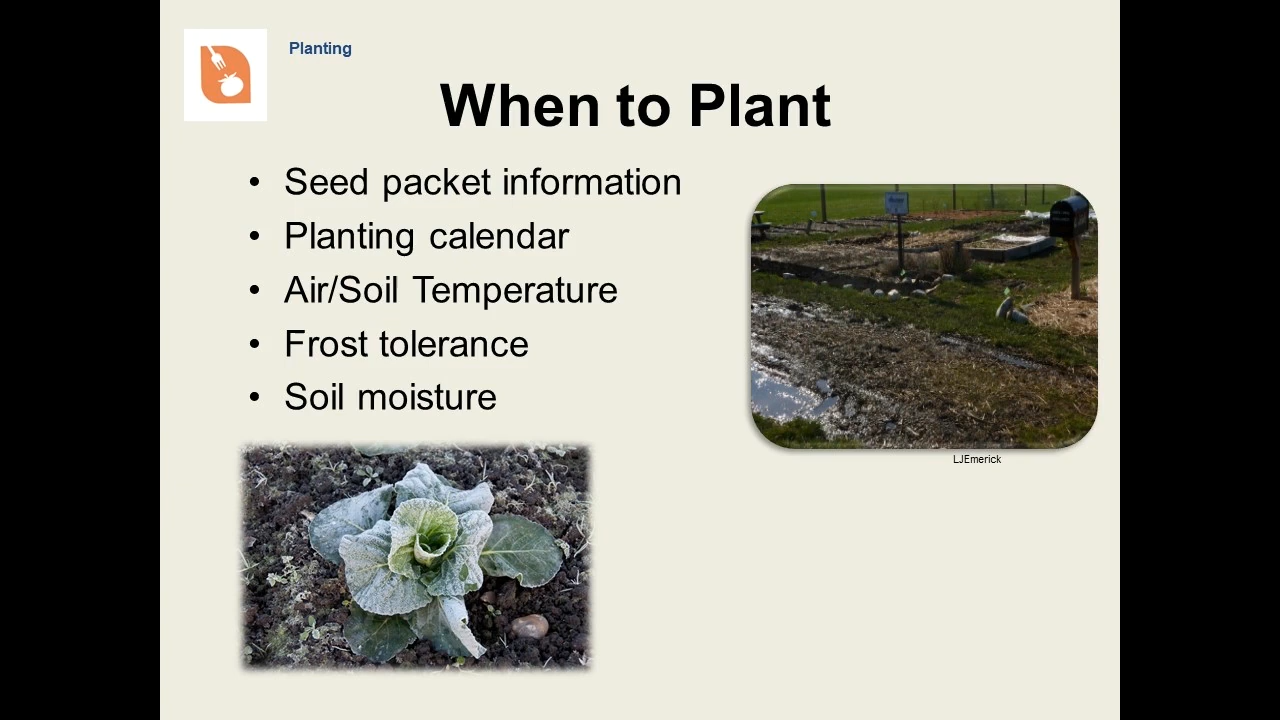 Planting
When to Plant
• Seed packet information
• Planting calendar
• Air/Soil Temperature
• Frost tolerance
• Soil moisture
LJEmerick